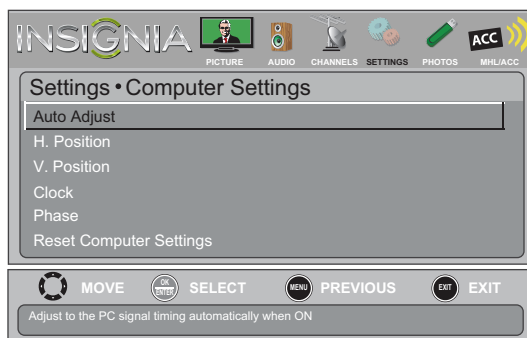 INSIGNIA
PICTURE AUDIO CHANNELS SETTINGS PHOTOS MHL/ACC
ACC
Settings • Computer Settings
Auto Adjust
H. Position
V. Position
Clock
Phase
Reset Computer Settings
MOVE OK ENTER SELECT MENU PREVIOUS EXIT EXIT
Adjust to the PC signal timing automatically when ON